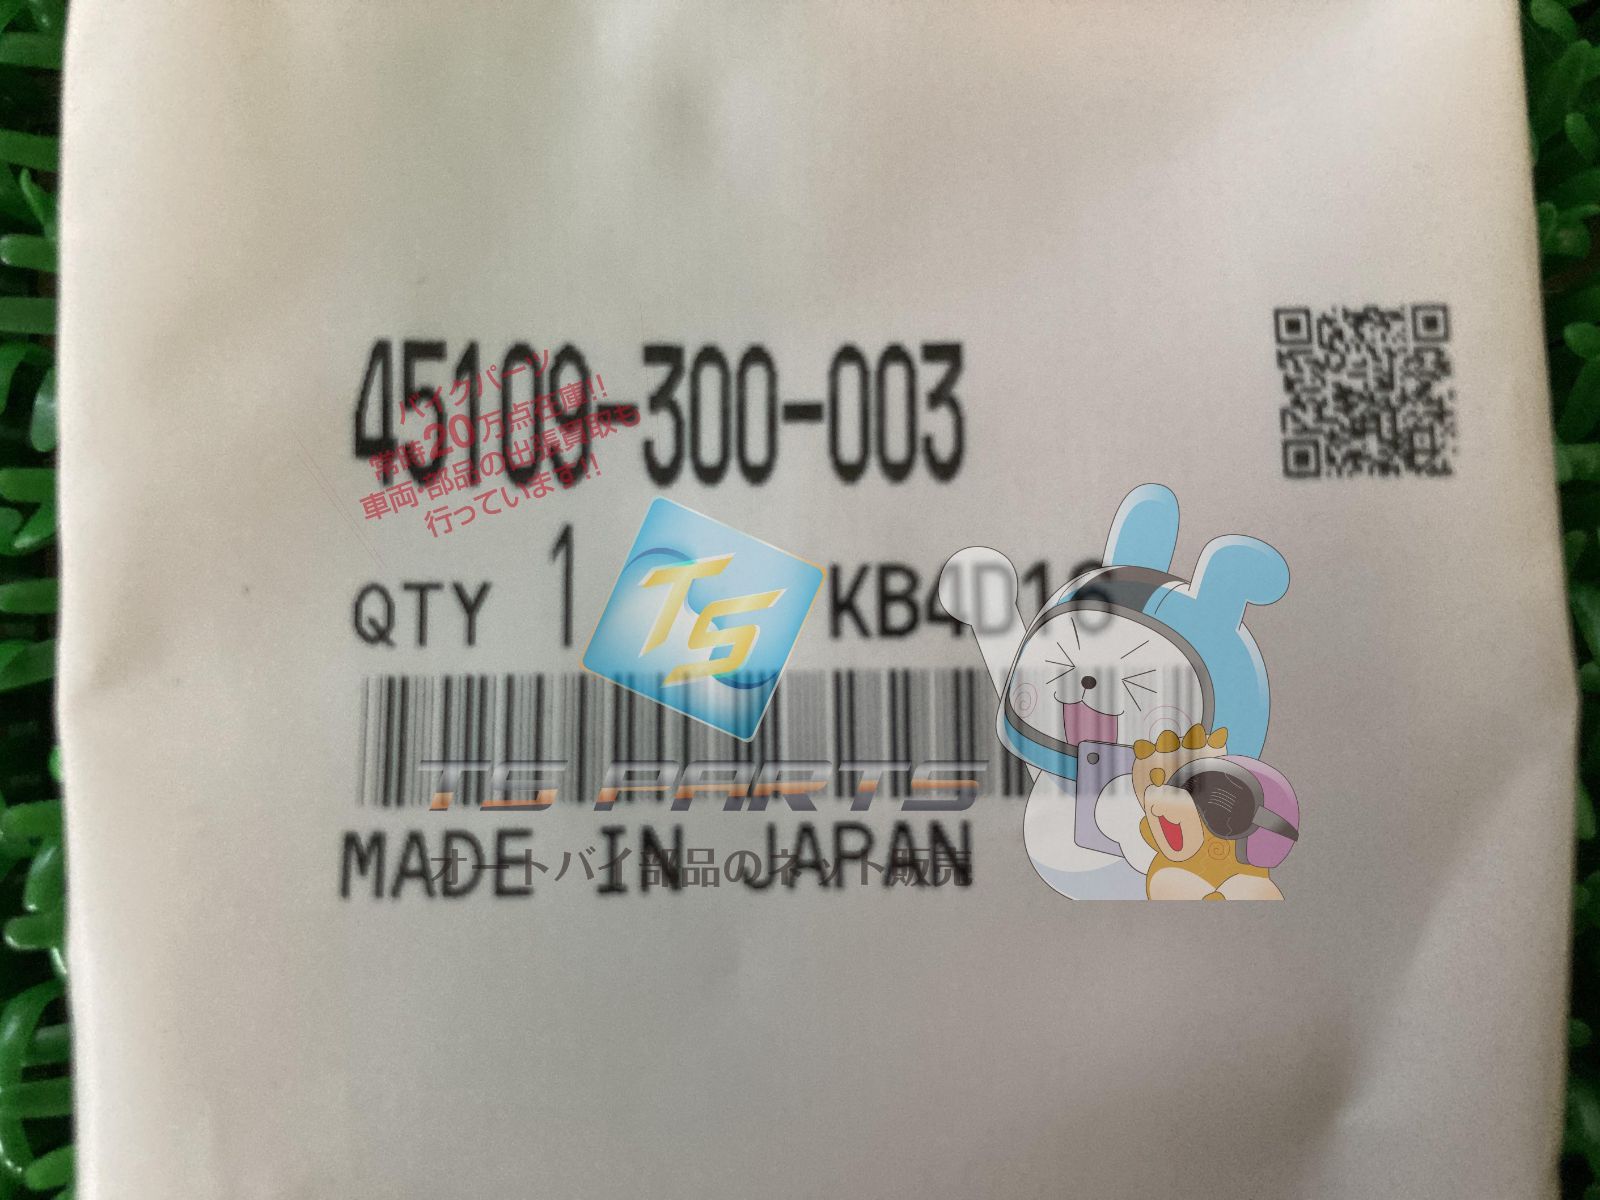 45109-300-003
バイクパーツ
常時20万点在庫!!
車両・部品の出張買取も
行っています!!
QTY 1
KB4D16
TS
TS PARTS
MADE IN JAPAN
オートバイ部品のネット販売